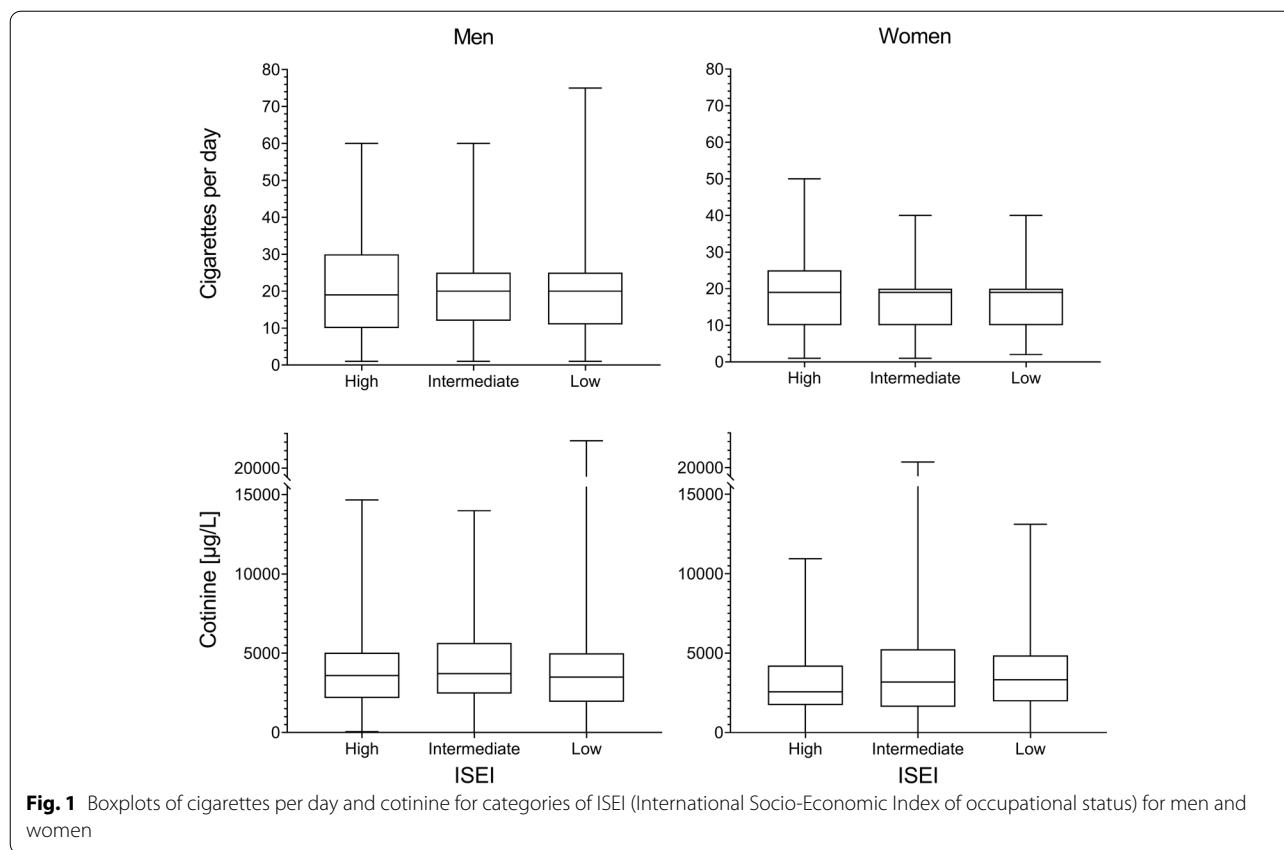 Men
Women
Cigarettes per day
80
70
60
50
40
30
20
10
0
High Intermediate Low
80
70
60
50
40
30
20
10
0
High Intermediate Low
Cotinine [µg/L]
20000
15000
10000
5000
0
High Intermediate Low
ISEI
20000
15000
10000
5000
0
High Intermediate Low
ISEI
Fig. 1 Boxplots of cigarettes per day and cotinine for categories of ISEI (International Socio-Economic Index of occupational status) for men and
women